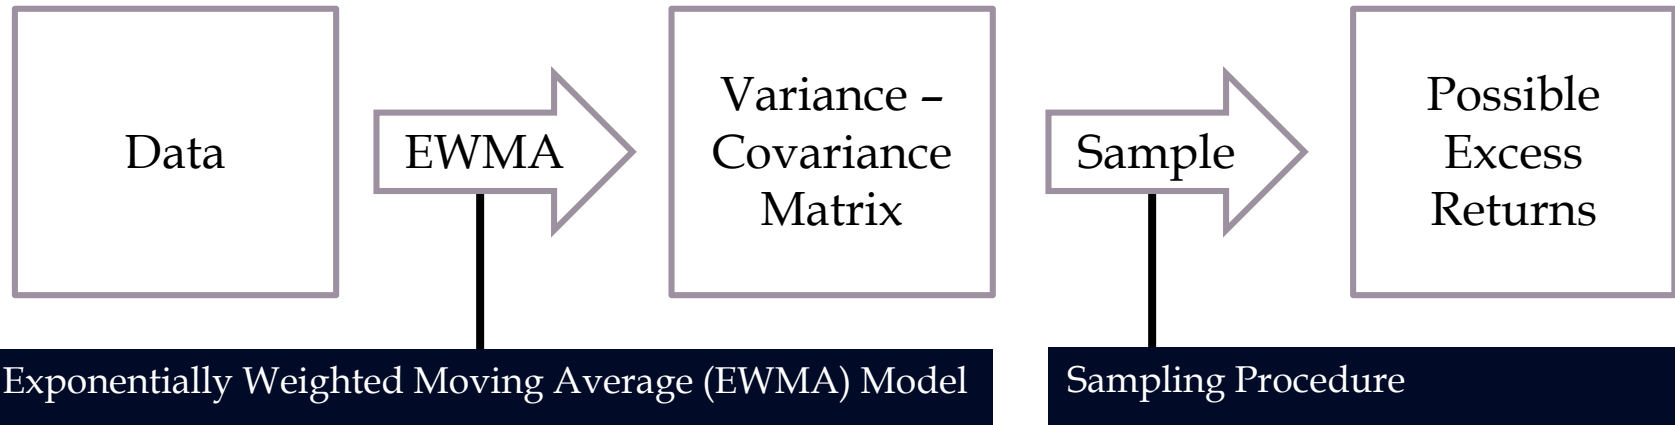 Data
EWMA
Variance –
Covariance
Matrix
Sample
Possible
Excess
Returns
Exponentially Weighted Moving Average (EWMA) Model
Sampling Procedure